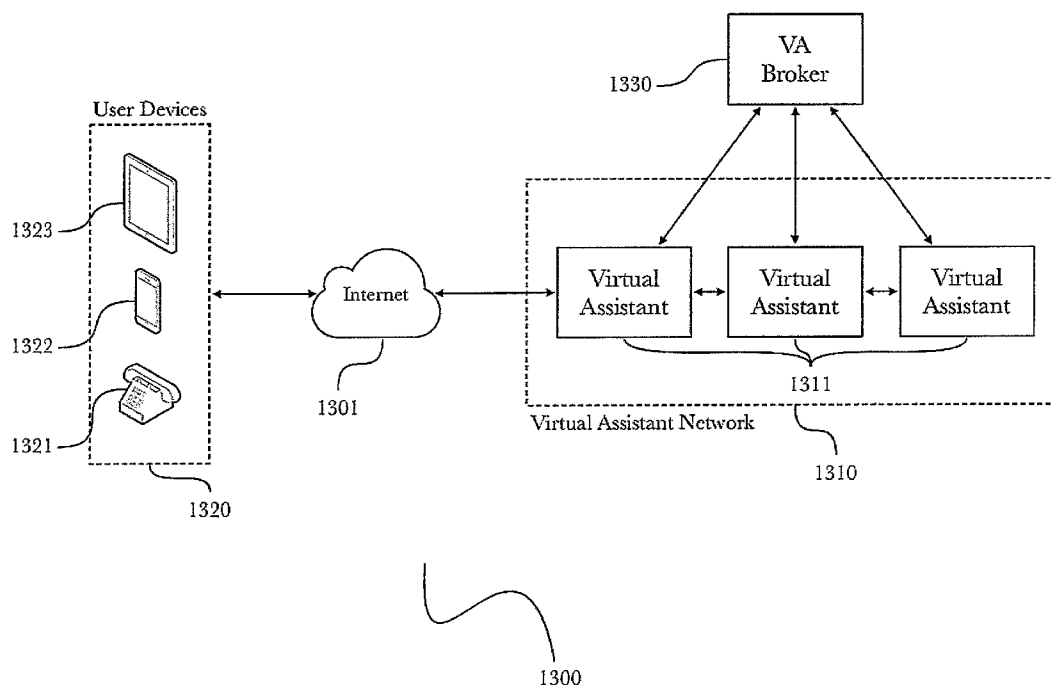 VA
Broker
1330
User Devices
1323
1322
1321
1320
Internet
1301
Virtual
Assistant
Virtual
Assistant
Virtual
Assistant
1311
Virtual Assistant Network
1310
1300